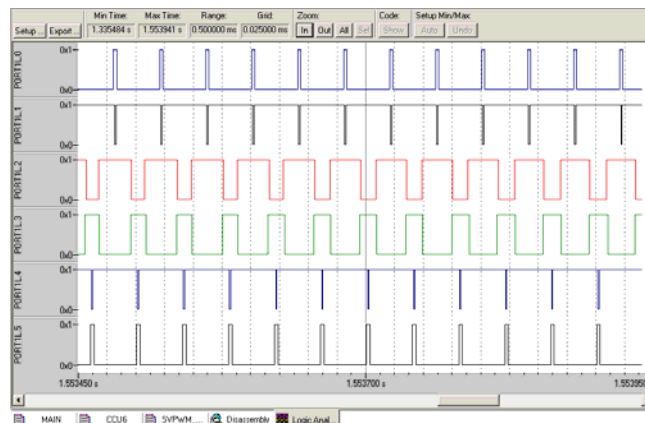 Min Time: Max Time: Range: Grid: Zoom: Code: Setup Min/Max:
Setup ... Export ... 1.335484 s 1.553941 s 0.500000 ms 0.025000 ms In Out All Sel Show Auto Undo
PORT1L.0 0x1
0x0
PORT1L.1 0x1
0x0
PORT1L.2 0x1
0x0
PORT1L.3 0x1
0x0
PORT1L.4 0x1
0x0
PORT1L.5 0x1
0x0
1.553450 s 1.553700 s 1.553950
MAIN CCU6 SVPWM_... Disassembly Logic Anal...